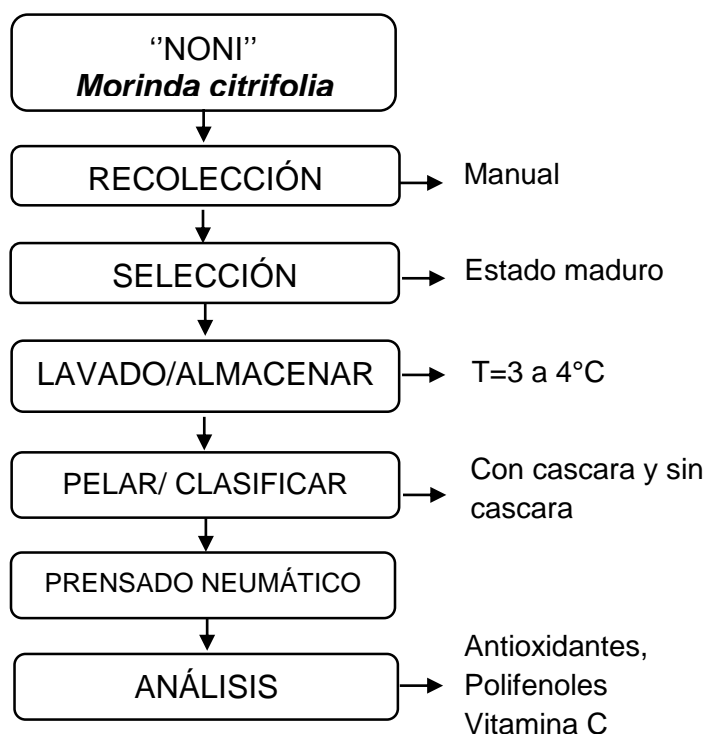 ‘’NONI’’
Morinda citrifolia
RECOLECCIÓN
Manual
SELECCIÓN
Estado maduro
LAVADO/ALMACENAR
T=3 a 4°C
PELAR/ CLASIFICAR
Con cascara y sin
cascara
PRENSADO NEUMÁTICO
ANÁLISIS
Antioxidantes,
Polifenoles
Vitamina C